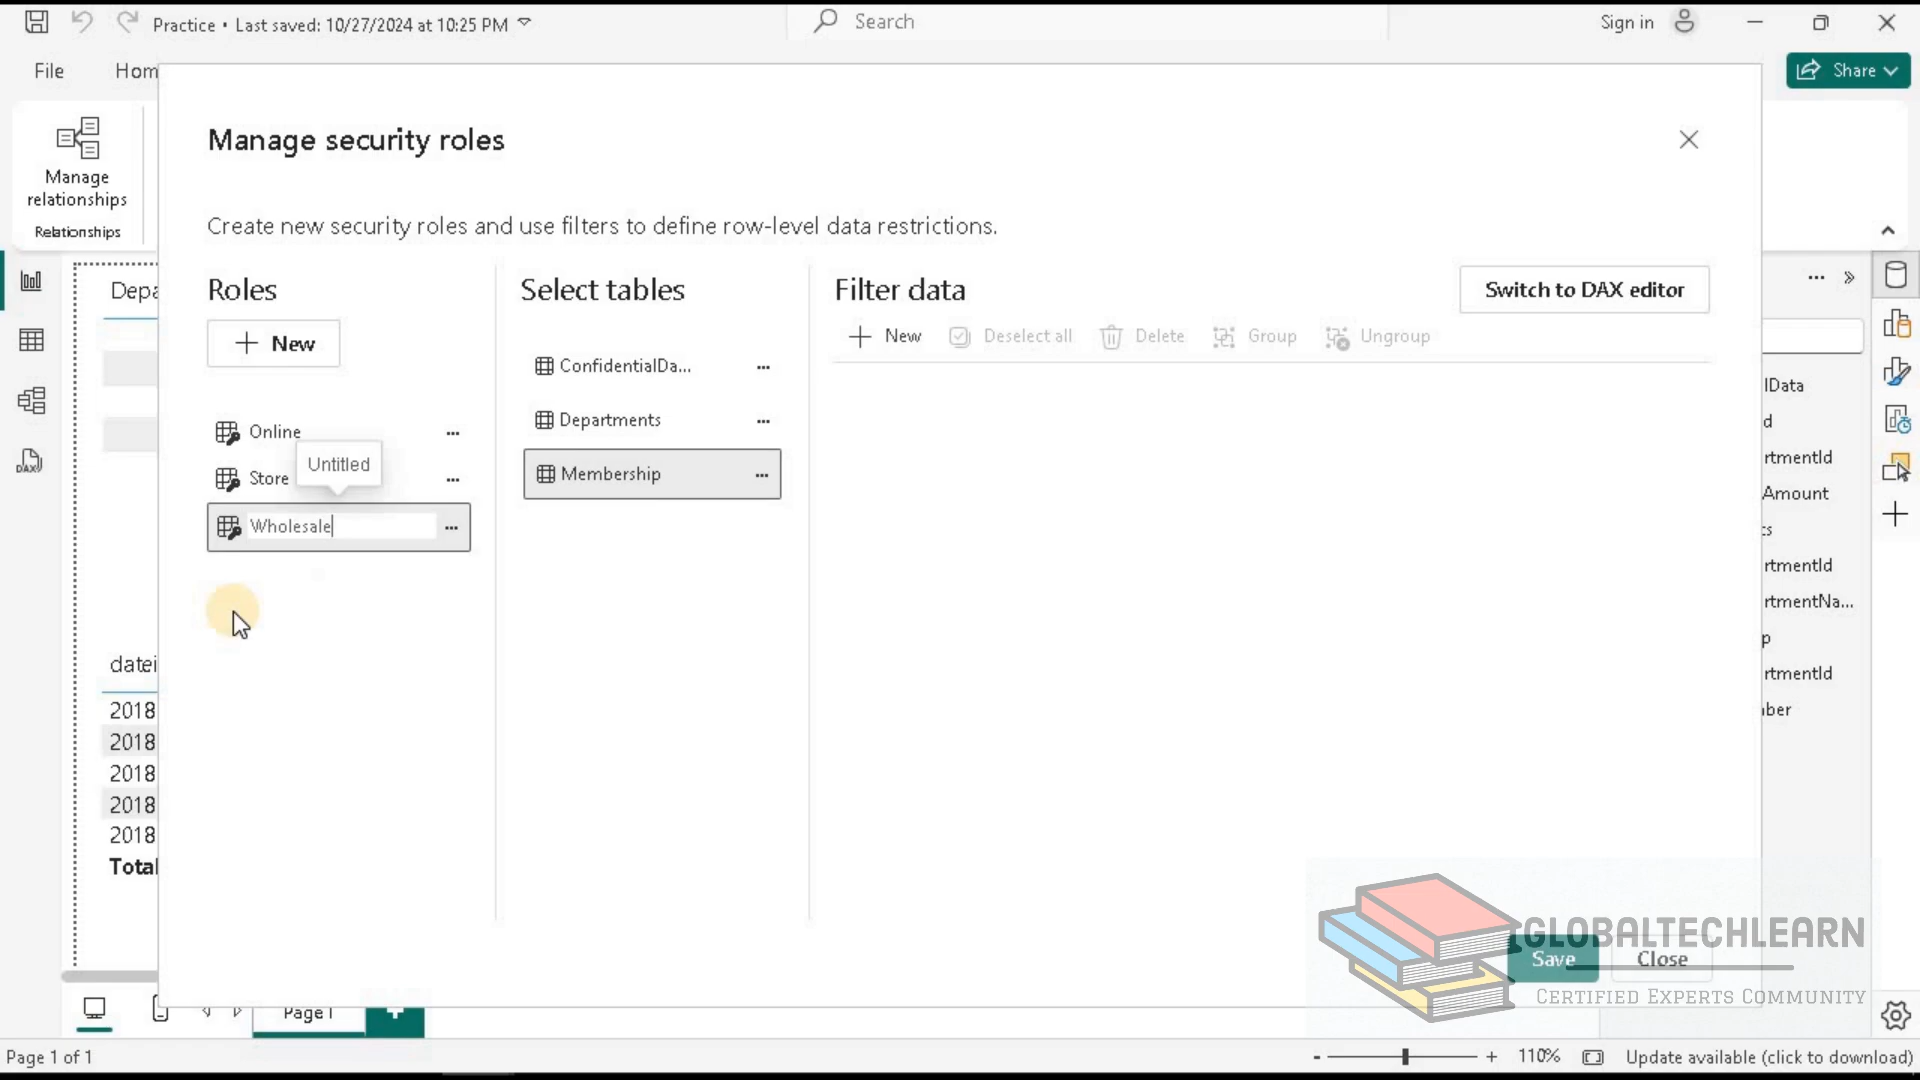 Practice • Last saved: 10/27/2024 at 10:25 PM
Search
Sign in
File
Hom
Share
Manage
relationships
Relationships
Manage security roles
Create new security roles and use filters to define row-level data restrictions.
Roles
New
Online
Untitled
Store
Wholesale
Select tables
ConfidentialDa...
Departments
Membership
Filter data
Switch to DAX editor
New
Deselect all
Delete
Group
Ungroup
Depa
datei
2018
2018
2018
2018
2018
Total
DAX
lData
d
rtmentId
Amount
cs
rtmentId
rtmentNa...
p
rtmentId
ber
Save
Close
GLOBALTECHLEARN
CERTIFIED EXPERTS COMMUNITY
Page 1
Page 1 of 1
- + 110%
Update available (click to download)